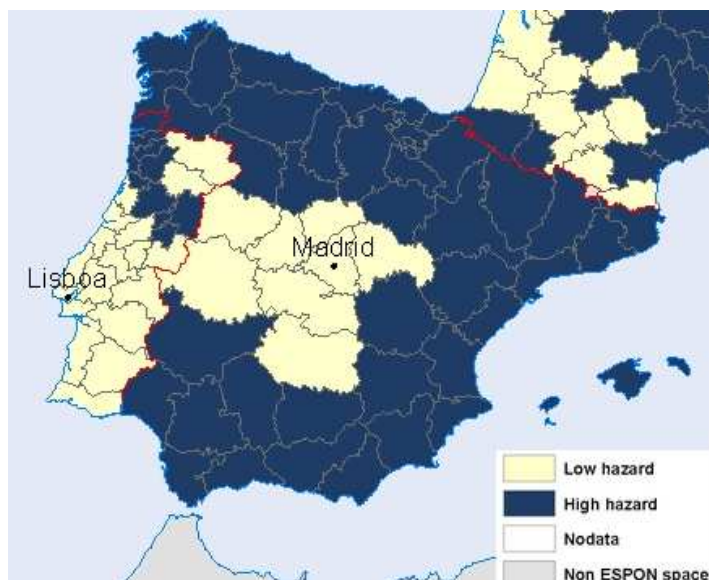 Madrid
Lisboa
Low hazard
High hazard
Nodata
Non ESPON space